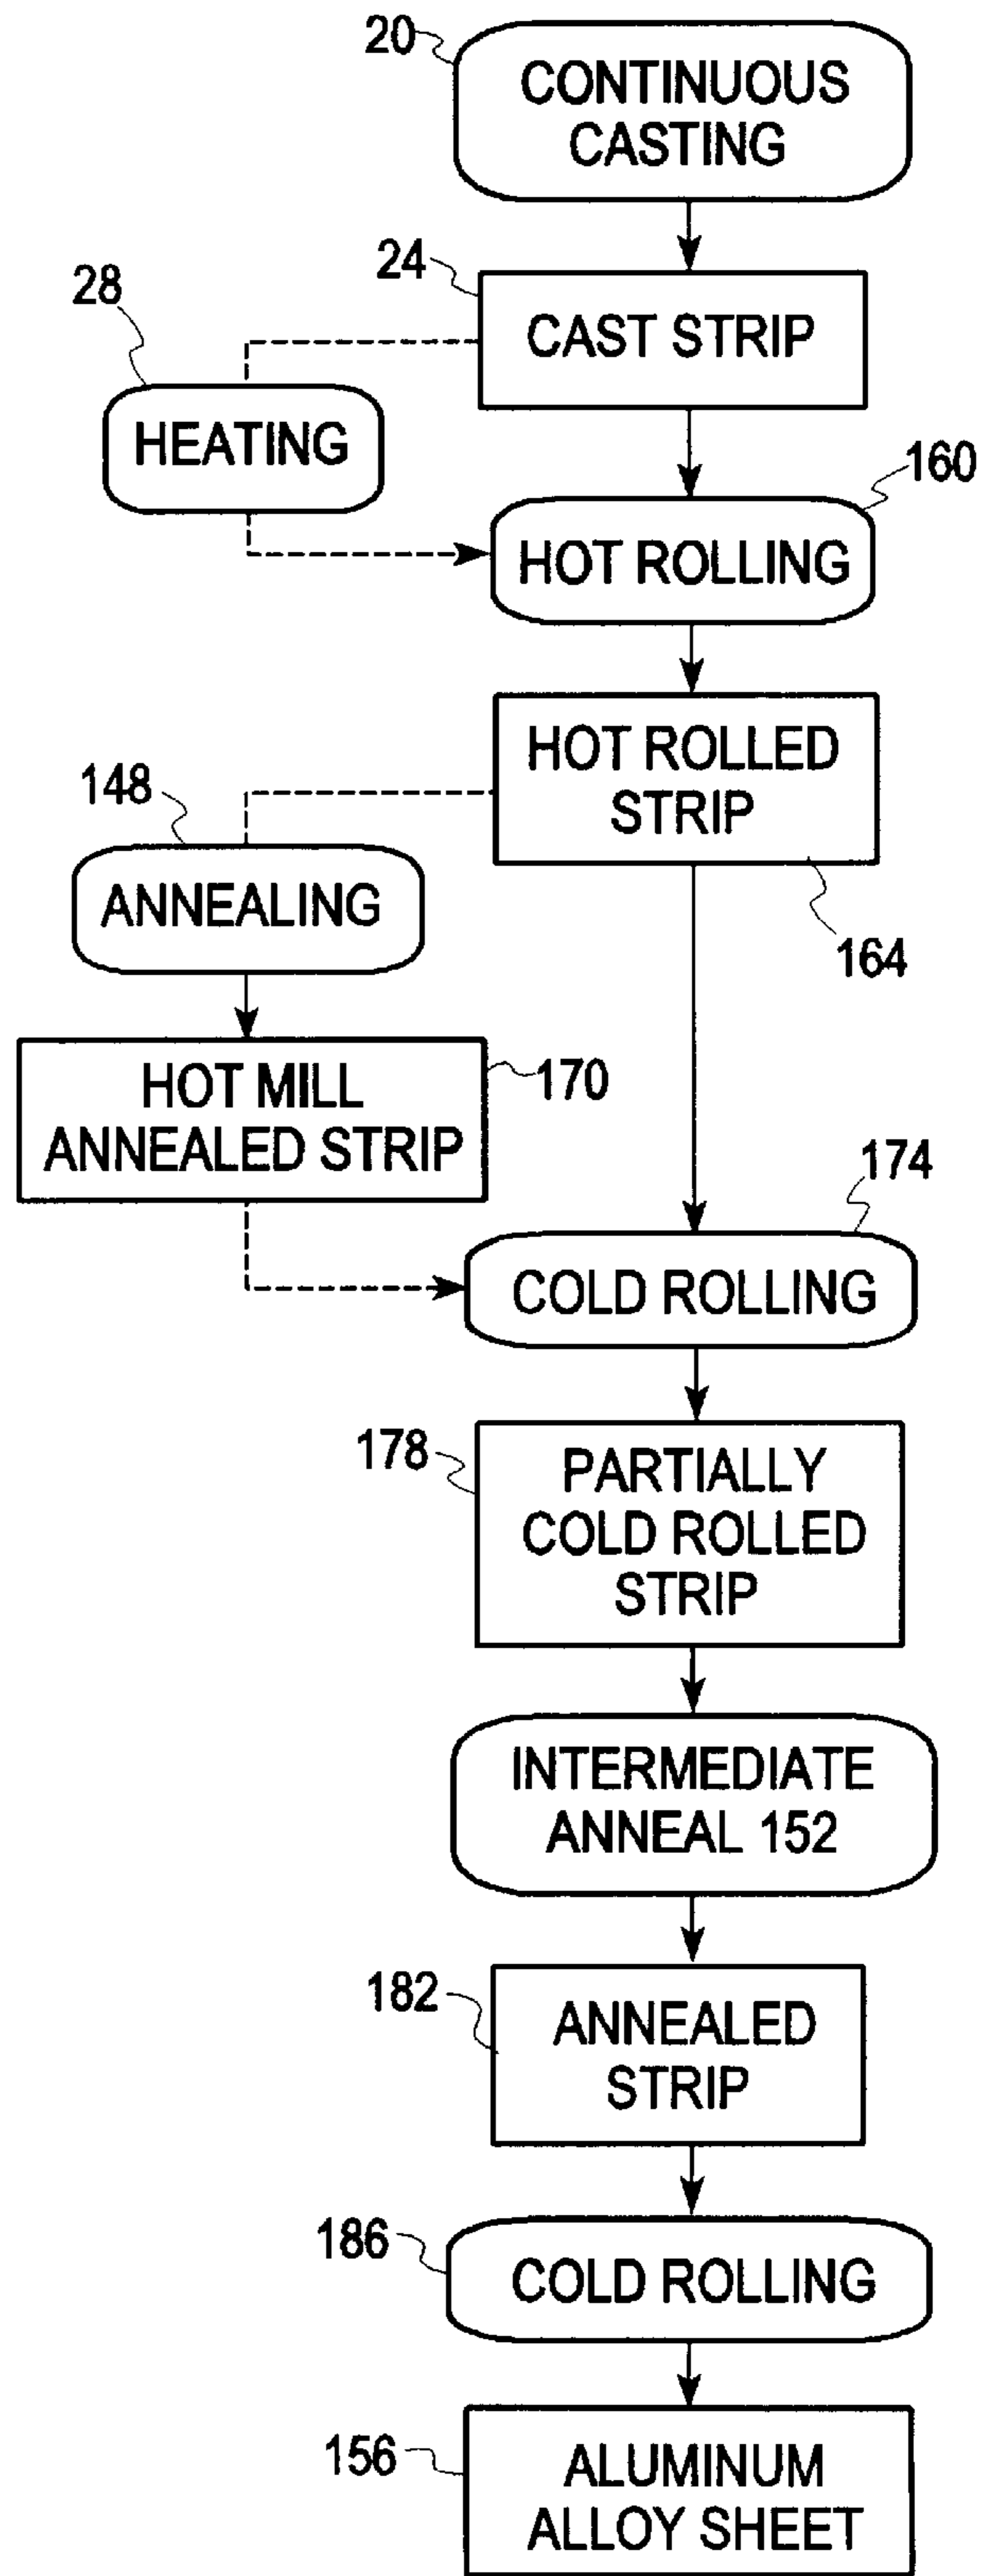 20
CONTINUOUS
CASTING
24
CAST STRIP
28
HEATING
160
HOT ROLLING
HOT ROLLED
STRIP
164
148
ANNEALING
HOT MILL
ANNEALED STRIP
170
174
COLD ROLLING
178
PARTIALLY
COLD ROLLED
STRIP
INTERMEDIATE
ANNEAL 152
182
ANNEALED
STRIP
186
COLD ROLLING
156
ALUMINUM
ALLOY SHEET